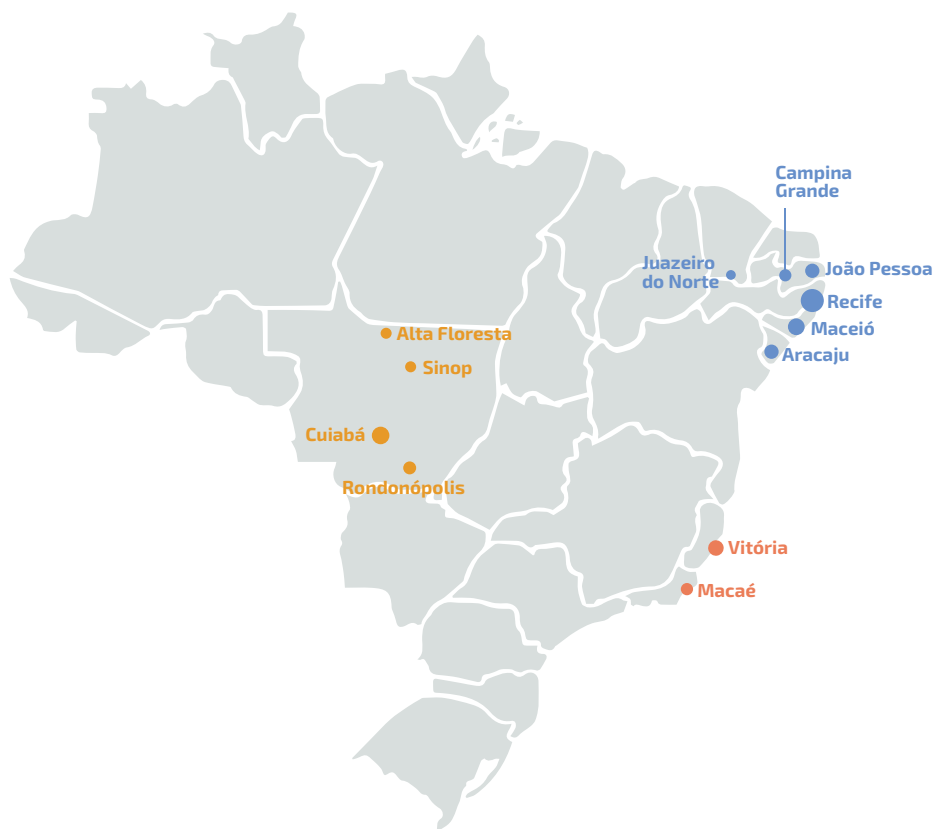 Campina
Grande
Juazeiro
do Norte
João Pessoa
Recife
Maceió
Aracaju
Alta Floresta
Sinop
Cuiabá
Rondonópolis
Vitória
Macaé